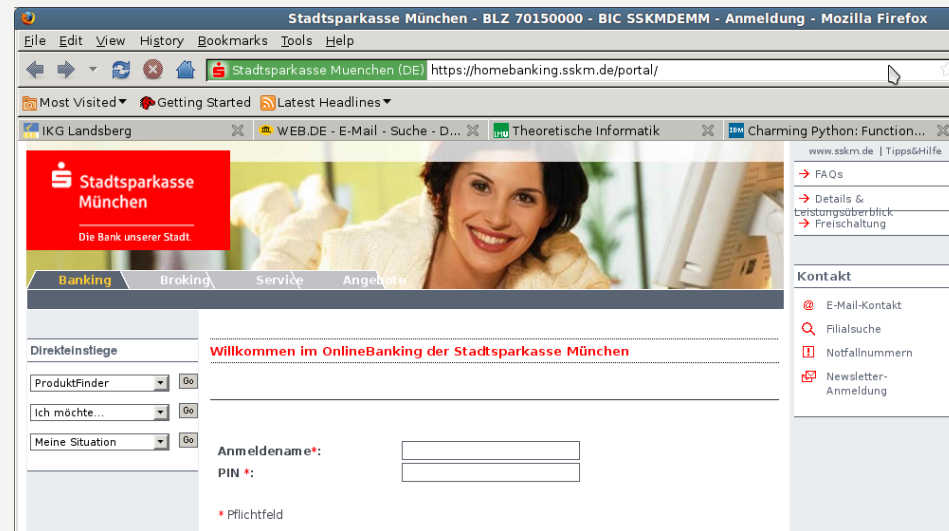 Stadtsparkasse München - BLZ 70150000 - BIC SSKMDEMM - Anmeldung - Mozilla Firefox
File Edit View History Bookmarks Tools Help
Stadtsparkasse Muenchen (DE) https://homebanking.sskm.de/portal/
Most Visited Getting Started Latest Headlines
IKG Landsberg WEB.DE - E-Mail - Suche - D... LMU Theoretische Informatik IBM Charming Python: Function...
www.sskm.de | Tipps&Hilfe
FAQs
Details &
Leistungsüberblick
Freischaltung
Stadtsparkasse
München
Die Bank unserer Stadt.
Banking Broking Service Angebote
Kontakt
E-Mail-Kontakt
Filialsuche
Notfallnummern
Newsletter-
Anmeldung
Direkteinstiege
ProduktFinder Go
Ich möchte... Go
Meine Situation Go
Willkommen im OnlineBanking der Stadtsparkasse München
Anmeldename*:
PIN *:
* Pflichtfeld